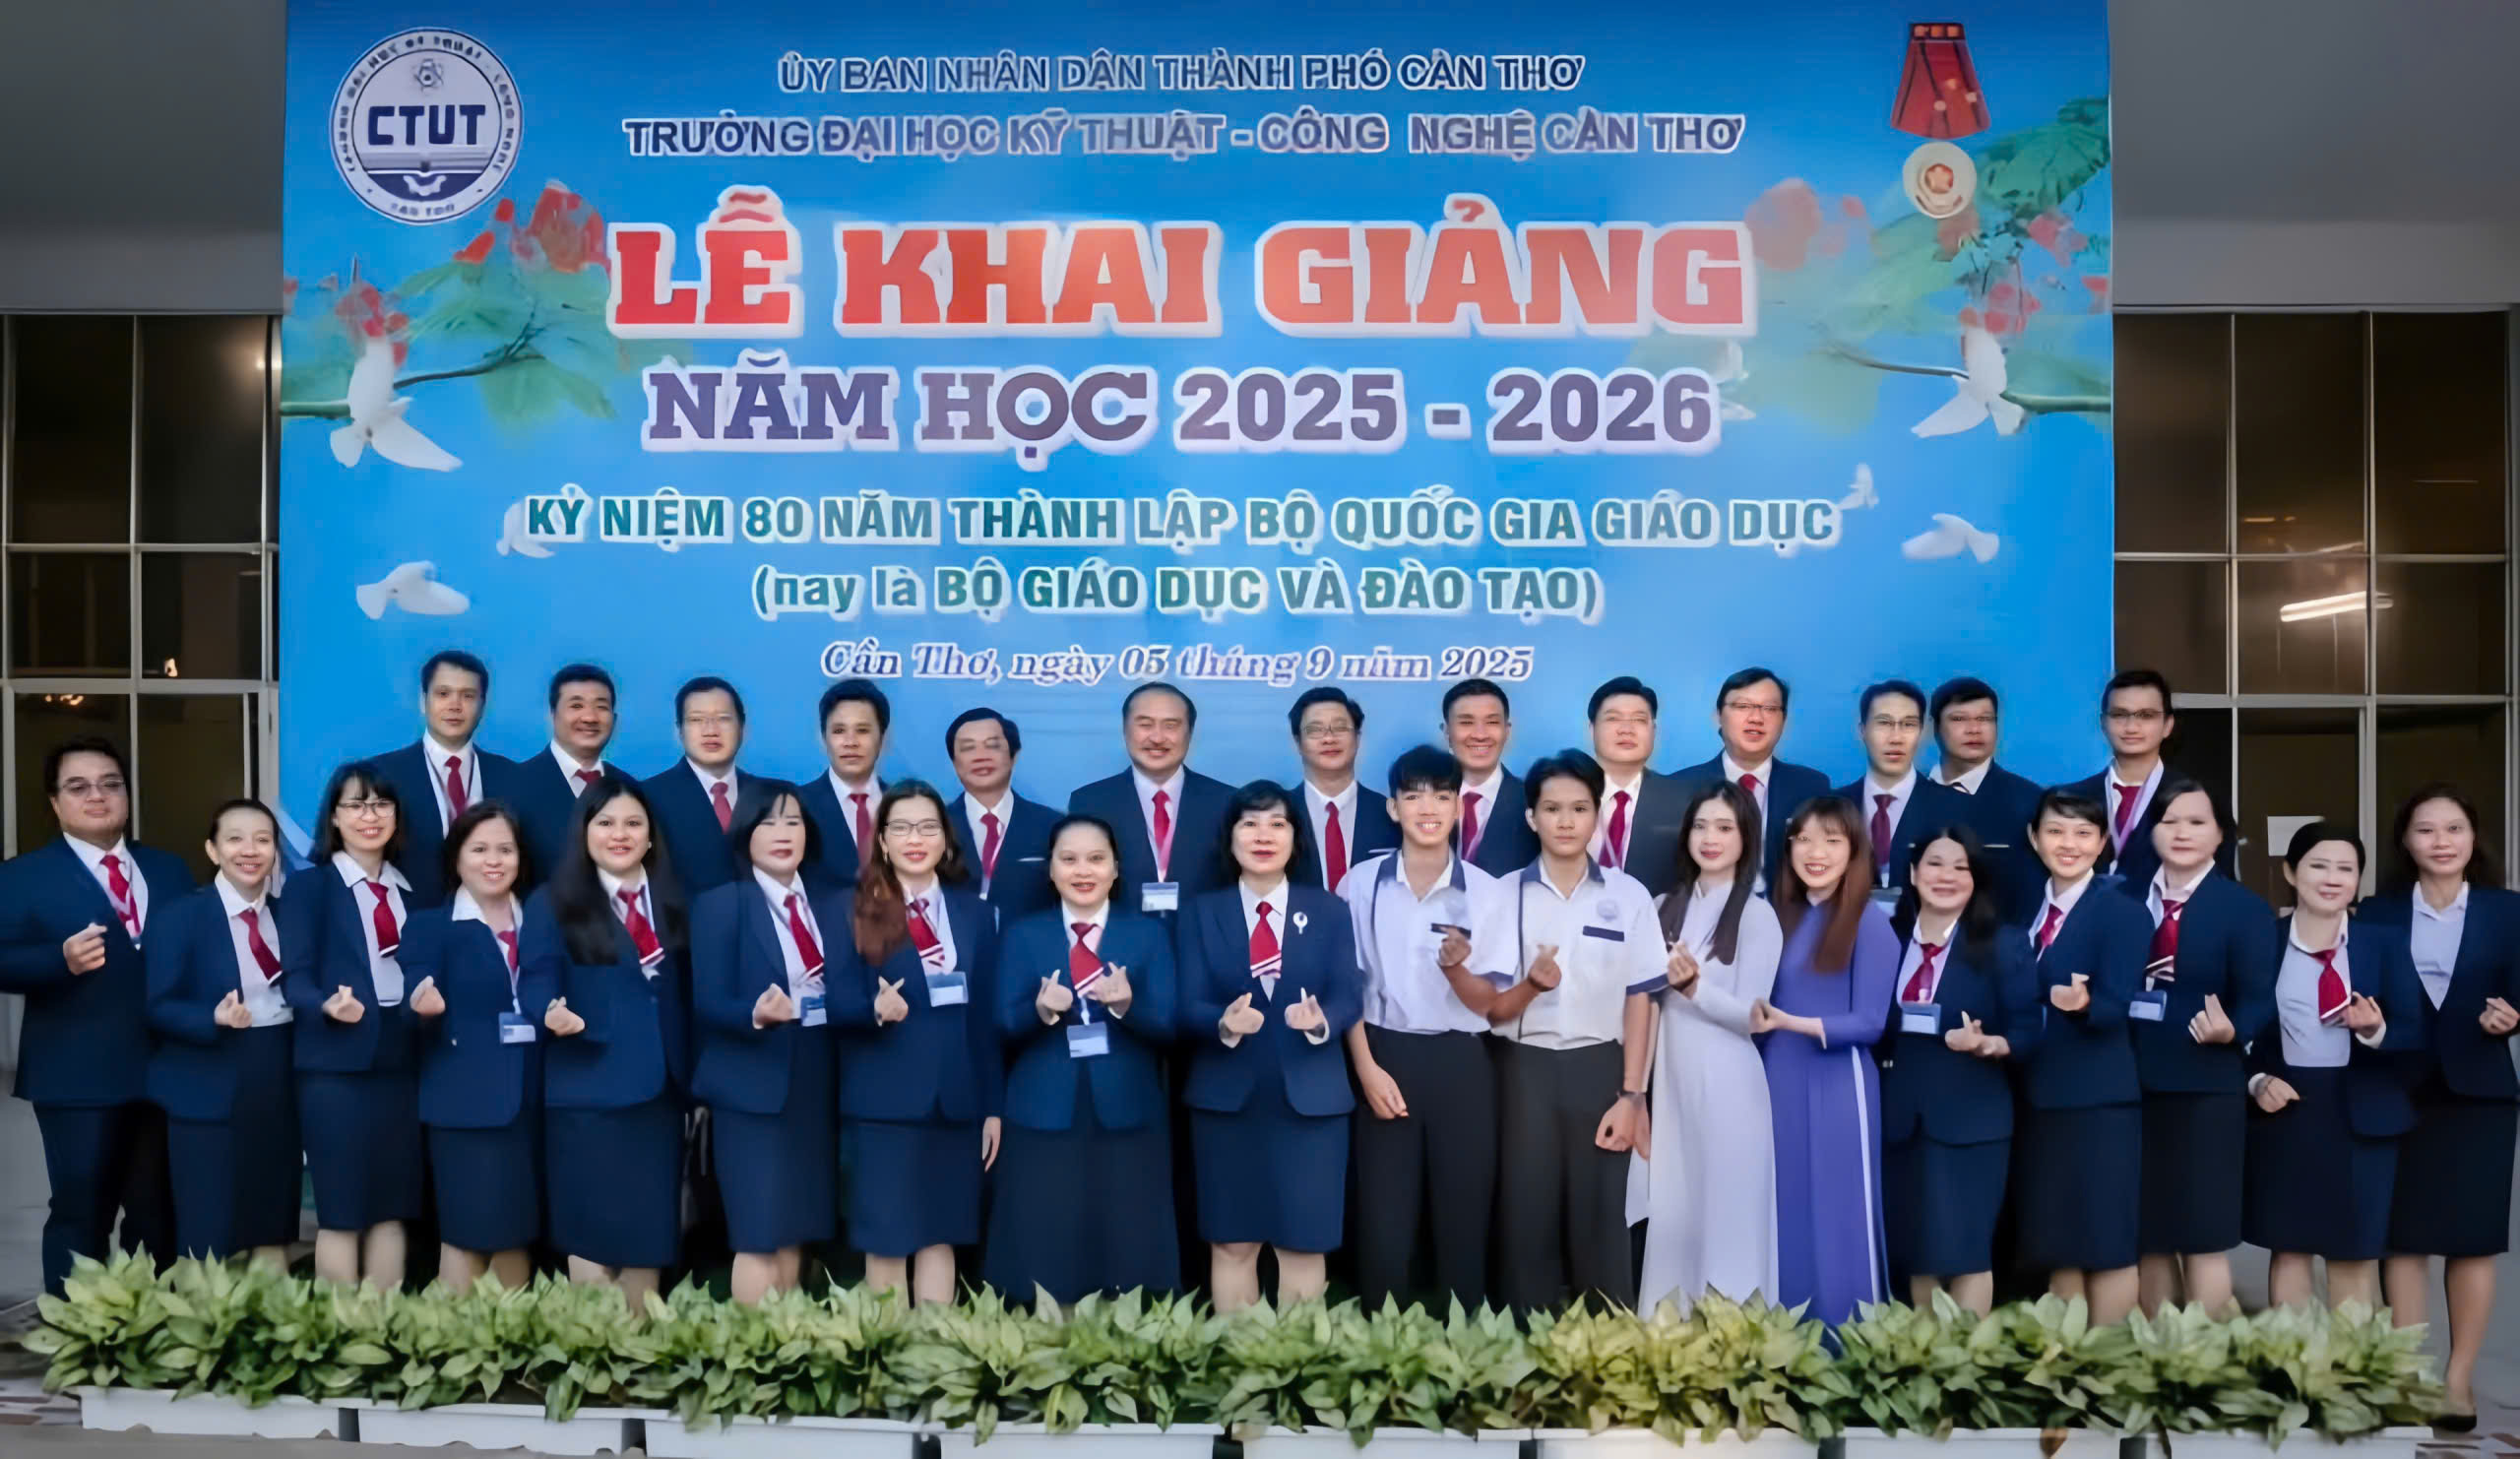 ỦY BAN NHÂN DÂN THÀNH PHỐ CẦN THƠ
TRƯỜNG ĐẠI HỌC KỸ THUẬT - CÔNG NGHỆ CẦN THƠ
CTUT
LỄ KHAI GIẢNG
NĂM HỌC 2025 - 2026
KỶ NIỆM 80 NĂM THÀNH LẬP BỘ QUỐC GIA GIÁO DỤC
(nay là BỘ GIÁO DỤC VÀ ĐÀO TẠO)
Cần Thơ, ngày 05 tháng 9 năm 2025